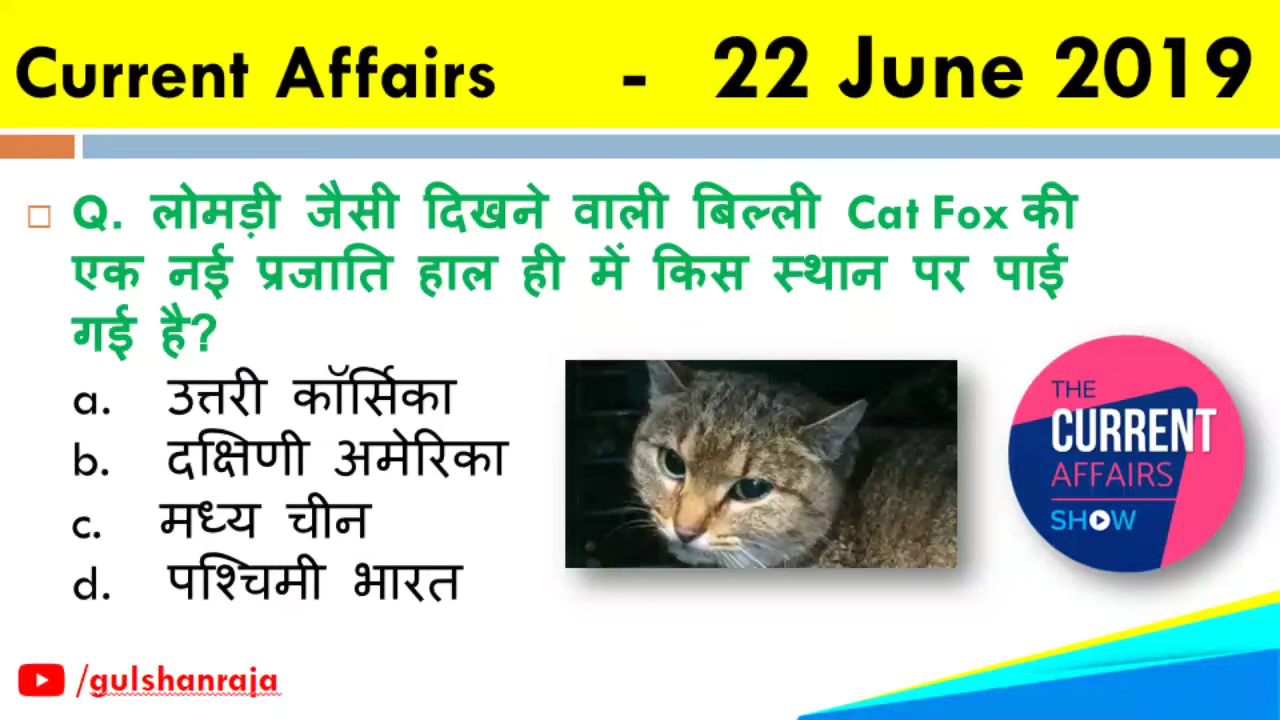 Current Affairs - 22 June 2019
Q. लोमड़ी जैसी दिखने वाली बिल्ली Cat Fox की
एक नई प्रजाति हाल ही में किस स्थान पर पाई
गई है?
a. उत्तरी कॉर्सिका
b. दक्षिणी अमेरिका
c. मध्य चीन
d. पश्चिमी भारत
THE
CURRENT
AFFAIRS
SHOW
/gulshanraja